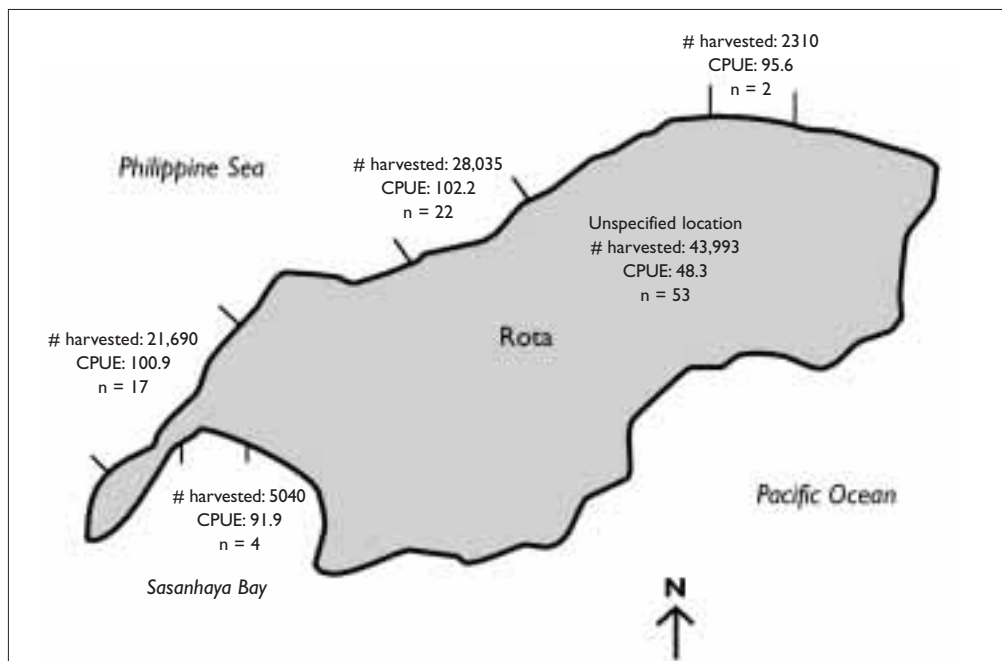 # harvested: 2310
CPUE: 95.6
n = 2
Philippine Sea
# harvested: 28,035
CPUE: 102.2
n = 22
Unspecified location
# harvested: 43,993
CPUE: 48.3
n = 53
Rota
# harvested: 21,690
CPUE: 100.9
n = 17
# harvested: 5040
CPUE: 91.9
n = 4
Pacific Ocean
Sasanhaya Bay
N